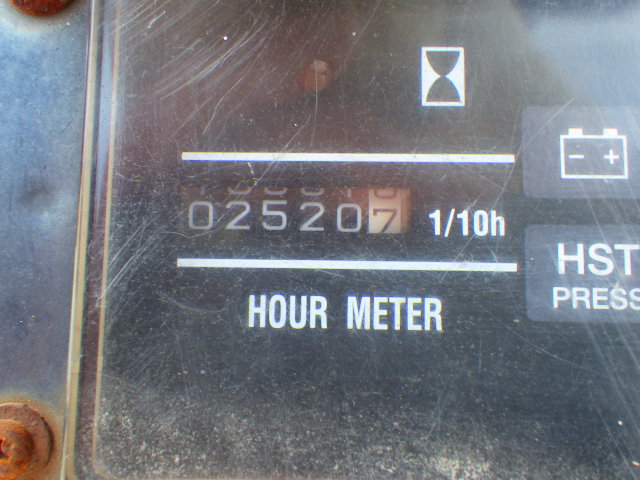 025207 1/10h
HOUR METER
- +
HST
PRESS